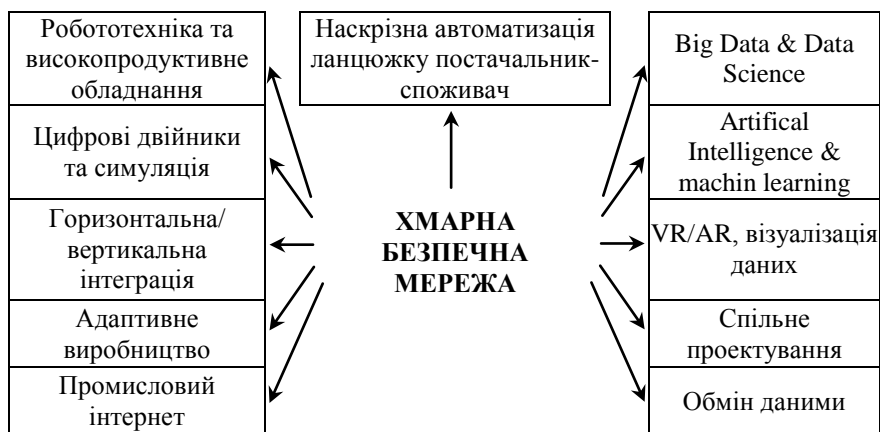 Робототехніка та
високопродуктивне
обладнання
Цифрові двійники
та симуляція
Горизонтальна/
вертикальна
інтеграція
Адаптивне
виробництво
Промисловий
інтернет
Наскрізна автоматизація
ланцюжку постачальник-
споживач
ХМАРНА
БЕЗПЕЧНА
МЕРЕЖА
Big Data & Data
Science
Artifical
Intelligence &
machin learning
VR/AR, візуалізація
даних
Спільне
проектування
Обмін даними